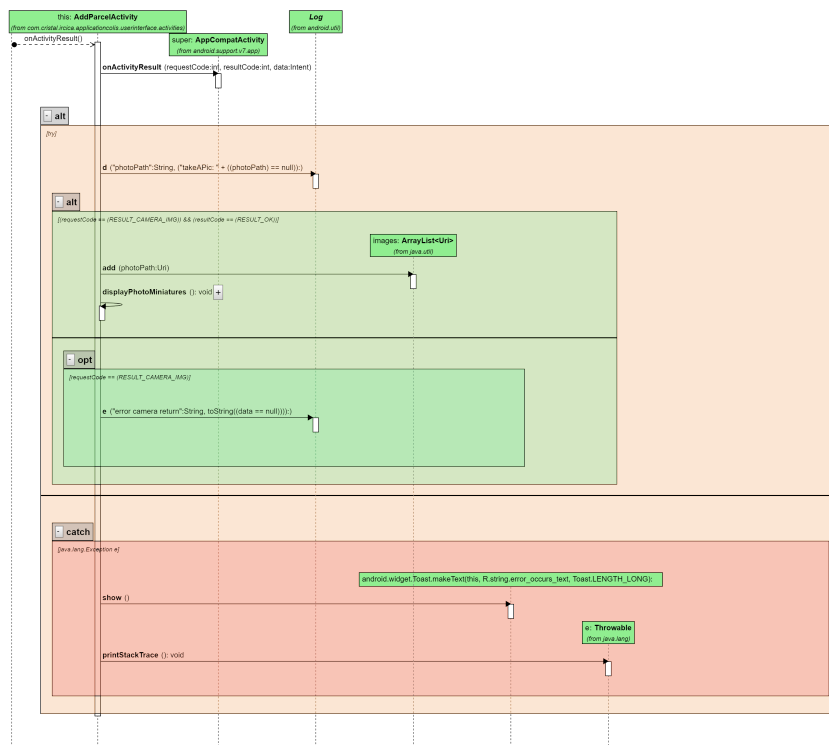 this: AddParcelActivity
(from com.cristal.ircica.applicationcolis.userinterface.activities)
Log
(from android.util)
onActivityResult()
super: AppCompatActivity
(from android.support.v7.app)
onActivityResult (requestCode:int, resultCode:int, data:Intent)
- alt
[try]
d ("photoPath":String, ("takeAPic: " + ((photoPath) == null)):)
- alt
[(requestCode == (RESULT_CAMERA_IMG)) && (resultCode == (RESULT_OK))]
images: ArrayList<Uri>
(from java.util)
add (photoPath:Uri)
displayPhotoMiniatures (): void +
- opt
[requestCode == (RESULT_CAMERA_IMG)]
e ("error camera return":String, toString((data == null)))):)
- catch
[java.lang.Exception e]
android.widget.Toast.makeText(this, R.string.error_occurs_text, Toast.LENGTH_LONG):
show ()
e: Throwable
(from java.lang)
printStackTrace (): void